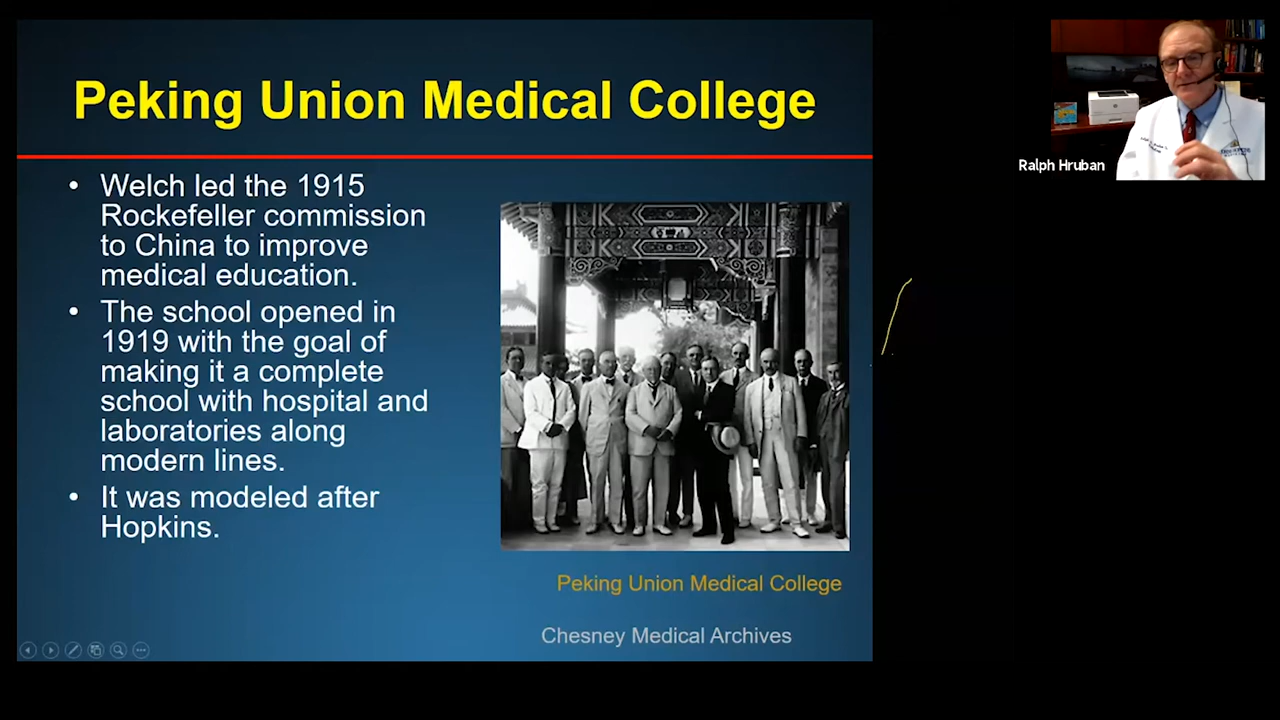 Peking Union Medical College
• Welch led the 1915
Rockefeller commission
to China to improve
medical education.
• The school opened in
1919 with the goal of
making it a complete
school with hospital and
laboratories along
modern lines.
• It was modeled after
Hopkins.
Peking Union Medical College
Chesney Medical Archives
Ralph Hruban